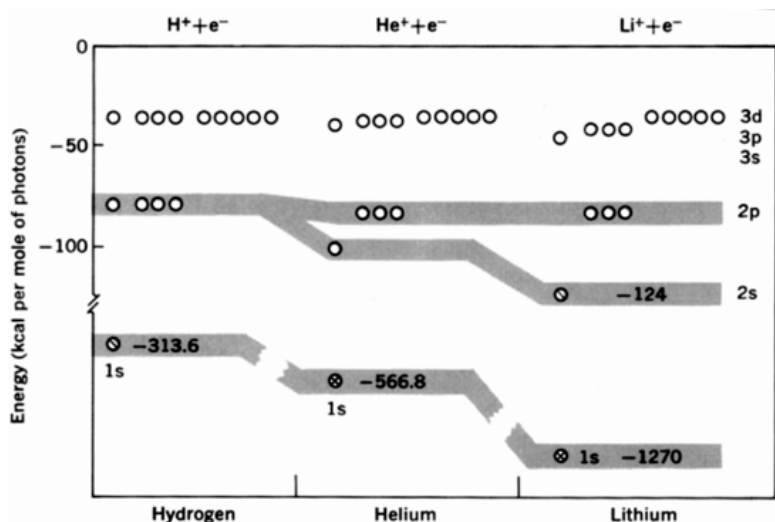 H⁺+e⁻ He⁺+e⁻ Li⁺+e⁻
0
3d
3p
-50
3s
2p
-100
-124 2s
-313.6
1s
-566.8
1s
1s -1270
Energy (kcal per mole of photons)
Hydrogen Helium Lithium